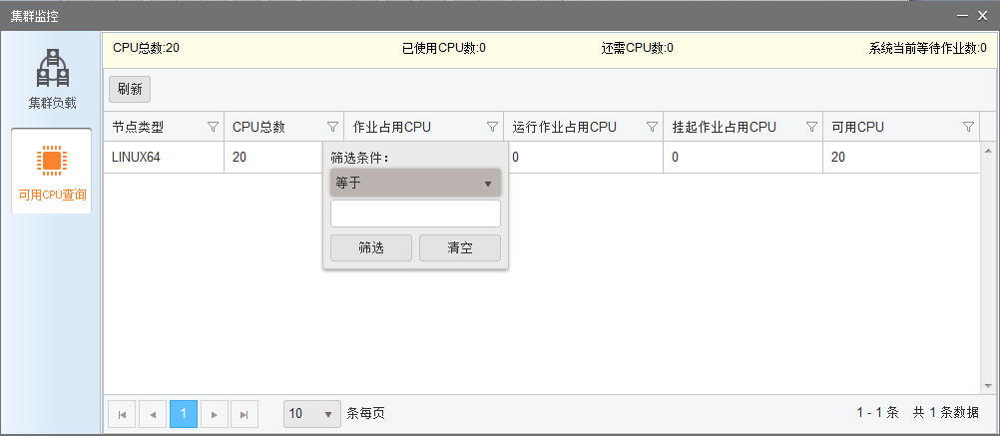 集群监控
集群负载
可用CPU查询
CPU总数:20
已使用CPU数:0
还需CPU数:0
系统当前等待作业数:0
刷新
节点类型
CPU总数
作业占用CPU
运行作业占用CPU
挂起作业占用CPU
可用CPU
LINUX64
20
0
0
20
筛选条件：
等于
筛选
清空
1
10
条每页
1 - 1 条 共 1 条数据